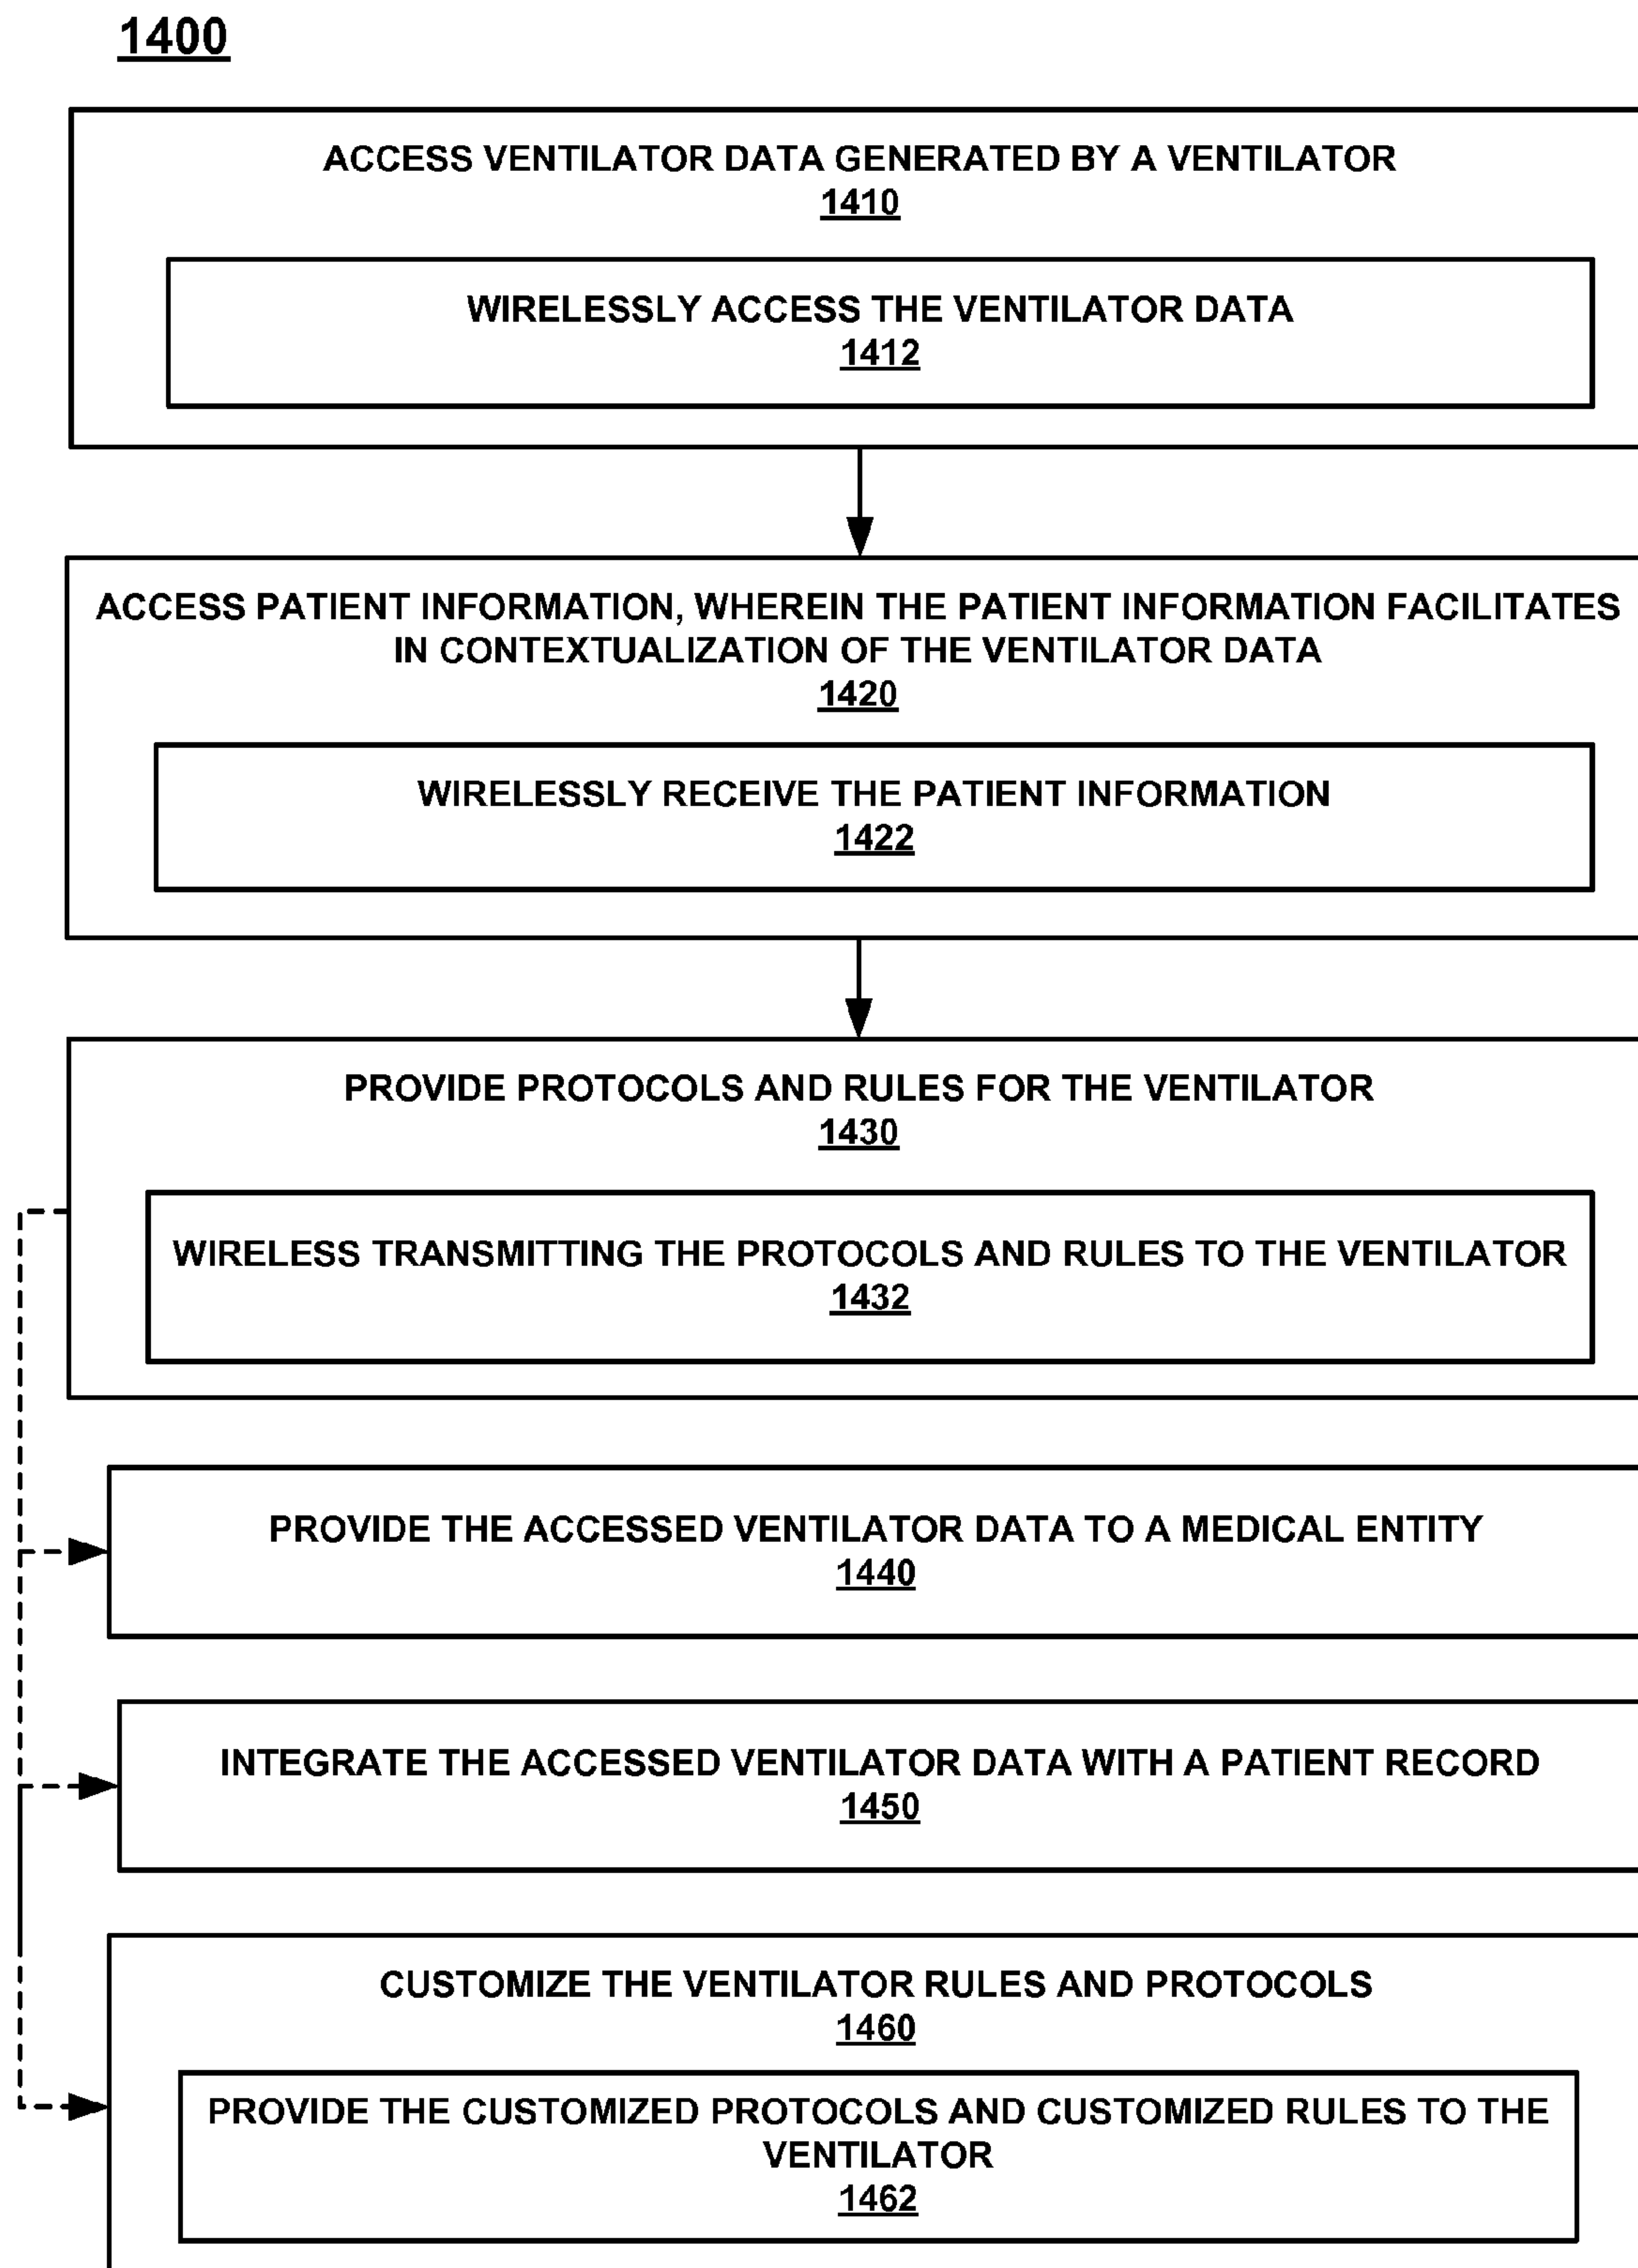 1400
ACCESS VENTILATOR DATA GENERATED BY A VENTILATOR
1410
WIRELESSLY ACCESS THE VENTILATOR DATA
1412
ACCESS PATIENT INFORMATION, WHEREIN THE PATIENT INFORMATION FACILITATES
IN CONTEXTUALIZATION OF THE VENTILATOR DATA
1420
WIRELESSLY RECEIVE THE PATIENT INFORMATION
1422
PROVIDE PROTOCOLS AND RULES FOR THE VENTILATOR
1430
WIRELESS TRANSMITTING THE PROTOCOLS AND RULES TO THE VENTILATOR
1432
PROVIDE THE ACCESSED VENTILATOR DATA TO A MEDICAL ENTITY
1440
INTEGRATE THE ACCESSED VENTILATOR DATA WITH A PATIENT RECORD
1450
CUSTOMIZE THE VENTILATOR RULES AND PROTOCOLS
1460
PROVIDE THE CUSTOMIZED PROTOCOLS AND CUSTOMIZED RULES TO THE
VENTILATOR
1462